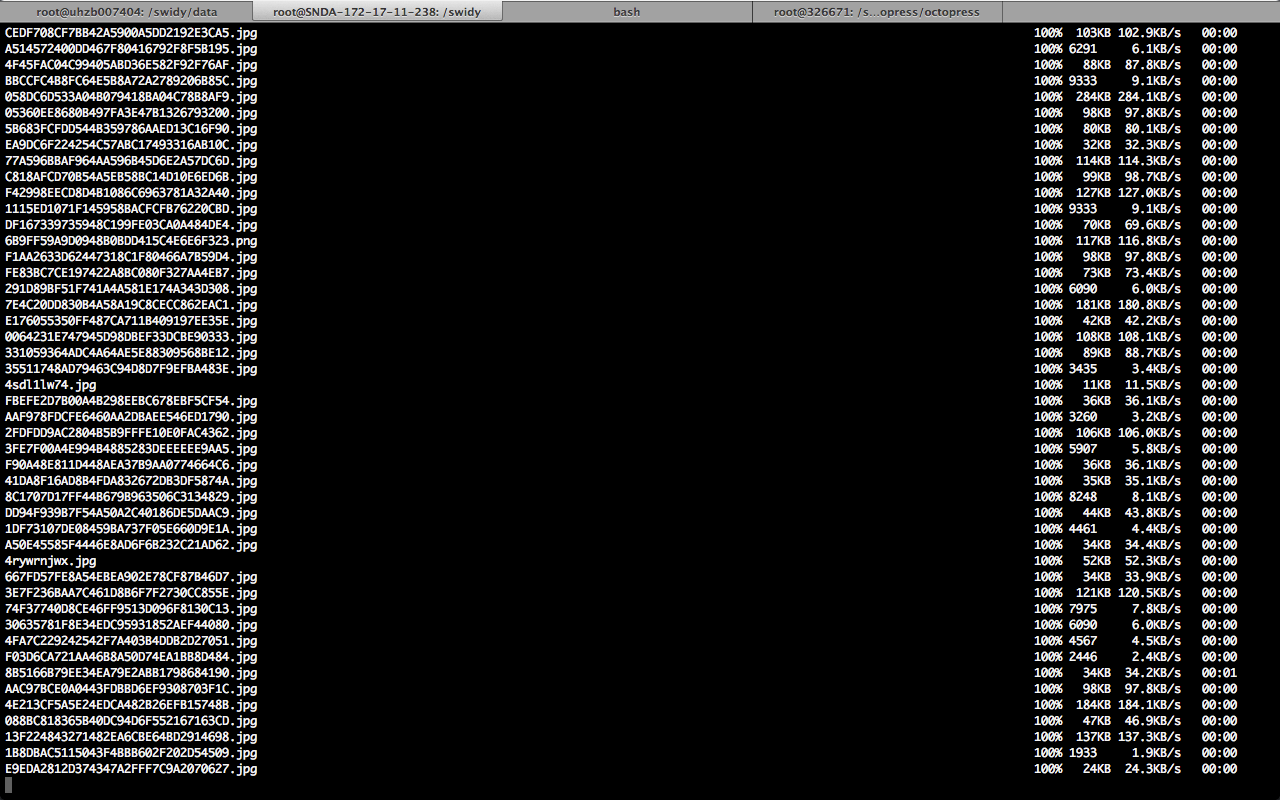 root@uhzb007404: /swidy/data root@SNDA-172-17-11-238: /swidy bash root@326671: /s...opress/octopress
CEDF708CF7BB42A5900A5DD2192E3CA5.jpg 100% 103KB 102.9KB/s 00:00
A514572400DD467F80416792F8F5B195.jpg 100% 6291 6.1KB/s 00:00
4F45FAC04C99405ABD36E582F92F76AF.jpg 100% 88KB 87.8KB/s 00:00
BBCCFC4B8FC64E5B8A72A2789206B85C.jpg 100% 9333 9.1KB/s 00:00
058DC6D533A04B079418BA04C78B8AF9.jpg 100% 284KB 284.1KB/s 00:00
05360EE8680B497FA3E47B1326793200.jpg 100% 98KB 97.8KB/s 00:00
5B683FCFDD544B359786AAED13C16F90.jpg 100% 80KB 80.1KB/s 00:00
EA9DC6F224254C57ABC17493316AB10C.jpg 100% 32KB 32.3KB/s 00:00
77A596BBAF964AA596B45D6E2A57DC6D.jpg 100% 114KB 114.3KB/s 00:00
C818AFCD70B54A5EB58BC14D10E6ED6B.jpg 100% 99KB 98.7KB/s 00:00
F42998EECD8D4B1086C6963781A32A40.jpg 100% 127KB 127.0KB/s 00:00
1115ED1071F145958BACFCFB76220CBD.jpg 100% 9333 9.1KB/s 00:00
DF167339735948C199FE03CA0A484DE4.jpg 100% 70KB 69.6KB/s 00:00
6B9FF59A9D0948B0BDD415C4E6E6F323.png 100% 117KB 116.8KB/s 00:00
F1AA2633D62447318C1F80466A7B59D4.jpg 100% 98KB 97.8KB/s 00:00
FE83BC7CE197422A8BC080F327AA4EB7.jpg 100% 73KB 73.4KB/s 00:00
291D89BF51F741A4A581E174A343D308.jpg 100% 6090 6.0KB/s 00:00
7E4C20DD830B4A58A19C8CECC862EAC1.jpg 100% 181KB 180.8KB/s 00:00
E176055350FF487CA711B409197EE35E.jpg 100% 42KB 42.2KB/s 00:00
0064231E747945D98DBEF33DCBE90333.jpg 100% 108KB 108.1KB/s 00:00
331059364ADC4A64AE5E88309568BE12.jpg 100% 89KB 88.7KB/s 00:00
35511748AD79463C94D8D7F9EFBA483E.jpg 100% 3435 3.4KB/s 00:00
4sdl1lw74.jpg 100% 11KB 11.5KB/s 00:00
FBEFE2D7B00A4B298EEBC678EBF5CF54.jpg 100% 36KB 36.1KB/s 00:00
AAF978FDCFE6460AA2DBAEE546ED1790.jpg 100% 3260 3.2KB/s 00:00
2FDFDD9AC2804B5B9FFFE10E0FAC4362.jpg 100% 106KB 106.0KB/s 00:00
3FE7F00A4E994B4885283DEEEEEE9AA5.jpg 100% 5907 5.8KB/s 00:00
F90A48E811D448AEA37B9AA0774664C6.jpg 100% 36KB 36.1KB/s 00:00
41DA8F16AD8B4FDA832672DB3DF5874A.jpg 100% 35KB 35.1KB/s 00:00
8C1707D17FF44B679B963506C3134829.jpg 100% 8248 8.1KB/s 00:00
DD94F939B7F54A50A2C40186DE5DAAC9.jpg 100% 44KB 43.8KB/s 00:00
1DF73107DE08459BA737F05E660D9E1A.jpg 100% 4461 4.4KB/s 00:00
A50E45585F4446E8AD6F6B232C21AD62.jpg 100% 34KB 34.4KB/s 00:00
4rywrnjwx.jpg 100% 52KB 52.3KB/s 00:00
667FD57FE8A54EBEA902E78CF87B46D7.jpg 100% 34KB 33.9KB/s 00:00
3E7F236BAA7C461D8B6F7F2730CC855E.jpg 100% 121KB 120.5KB/s 00:00
74F37740D8CE46FF9513D096F8130C13.jpg 100% 7975 7.8KB/s 00:00
30635781F8E34EDC95931852AEF44080.jpg 100% 6090 6.0KB/s 00:00
4FA7C229242542F7A403B4DDB2D27051.jpg 100% 4567 4.5KB/s 00:00
F03D6CA721AA46B8A50D74EA1BB8D484.jpg 100% 2446 2.4KB/s 00:00
8B5166B79EE34EA79E2ABB1798684190.jpg 100% 34KB 34.2KB/s 00:01
AAC97BCE0A0443FDBBD6EF9308703F1C.jpg 100% 98KB 97.8KB/s 00:00
4E213CF5A5E24EDCA482B26EFB15748B.jpg 100% 184KB 184.1KB/s 00:00
088BC818365B40DC94D6F552167163CD.jpg 100% 47KB 46.9KB/s 00:00
13F224843271482EA6CBE64BD2914698.jpg 100% 137KB 137.3KB/s 00:00
1B8DBAC5115043F4BBB602F202D54509.jpg 100% 1933 1.9KB/s 00:00
E9EDA2812D374347A2FFF7C9A2070627.jpg 100% 24KB 24.3KB/s 00:00